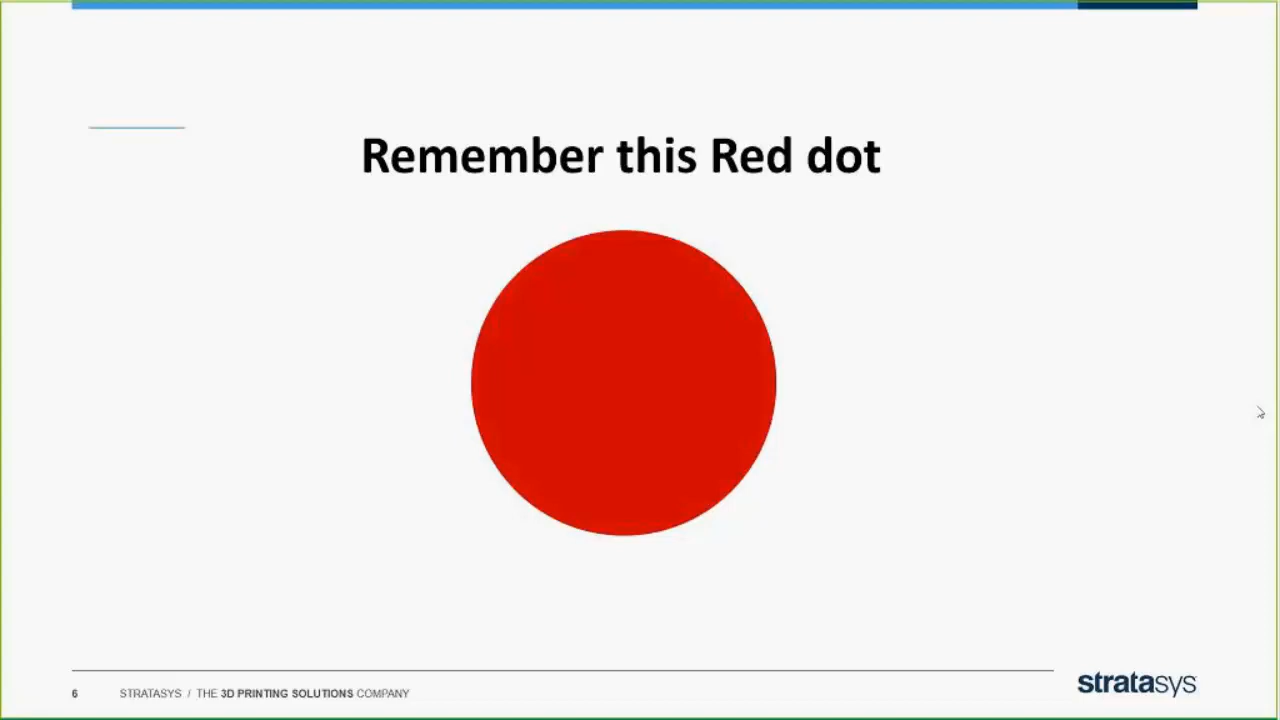 Remember this Red dot
6 STRATASYS / THE 3D PRINTING SOLUTIONS COMPANY
stratasys